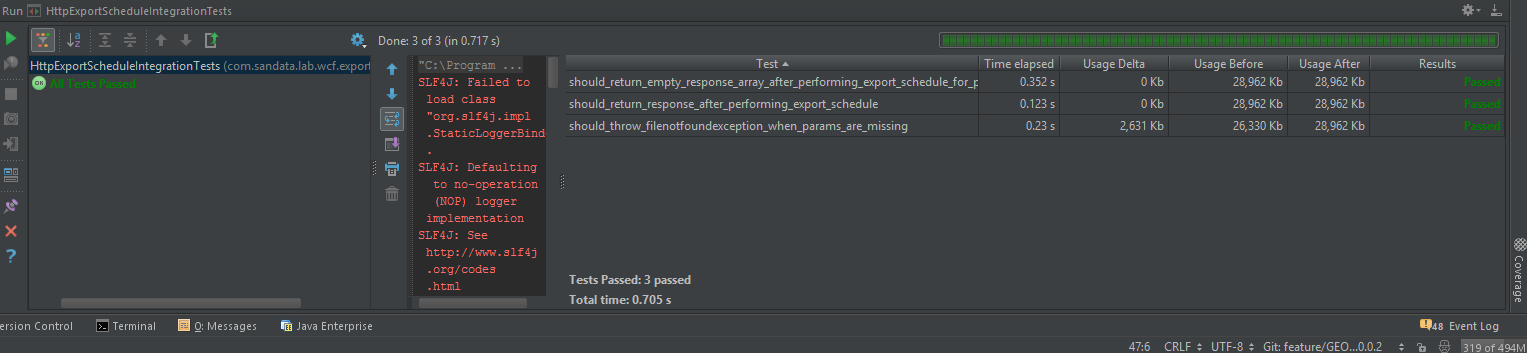 Run HttpExportScheduleIntegrationTests
Done: 3 of 3 (in 0.717 s)
HttpExportScheduleIntegrationTests (com.sandata.lab.wcf.export
OK All Tests Passed
"C:\Program ...
SLF4J: Failed to
load class
"org.slf4j.impl
.StaticLoggerBinde
.
SLF4J: Defaulting
to no-operation
(NOP) logger
implementation
SLF4J: See
http://www.slf4j
.org/codes
.html
Test Time elapsed Usage Delta Usage Before Usage After Results
should_return_empty_response_array_after_performing_export_schedule_for_p 0.352 s 0 Kb 28,962 Kb 28,962 Kb Passed
should_return_response_after_performing_export_schedule 0.123 s 0 Kb 28,962 Kb 28,962 Kb Passed
should_throw_filenotfoundexception_when_params_are_missing 0.23 s 2,631 Kb 26,330 Kb 28,962 Kb Passed
Tests Passed: 3 passed
Total time: 0.705 s
Coverage
ersion Control Terminal Q: Messages Java Enterprise 48 Event Log
47:6 CRLF UTF-8 Git: feature/GEO...0.0.2 319 of 494M